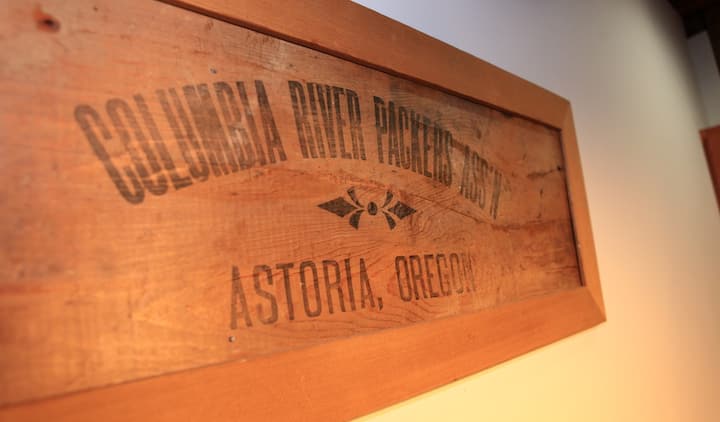 COLUMBIA RIVER PACKERS ASS'N
ASTORIA, OREGON